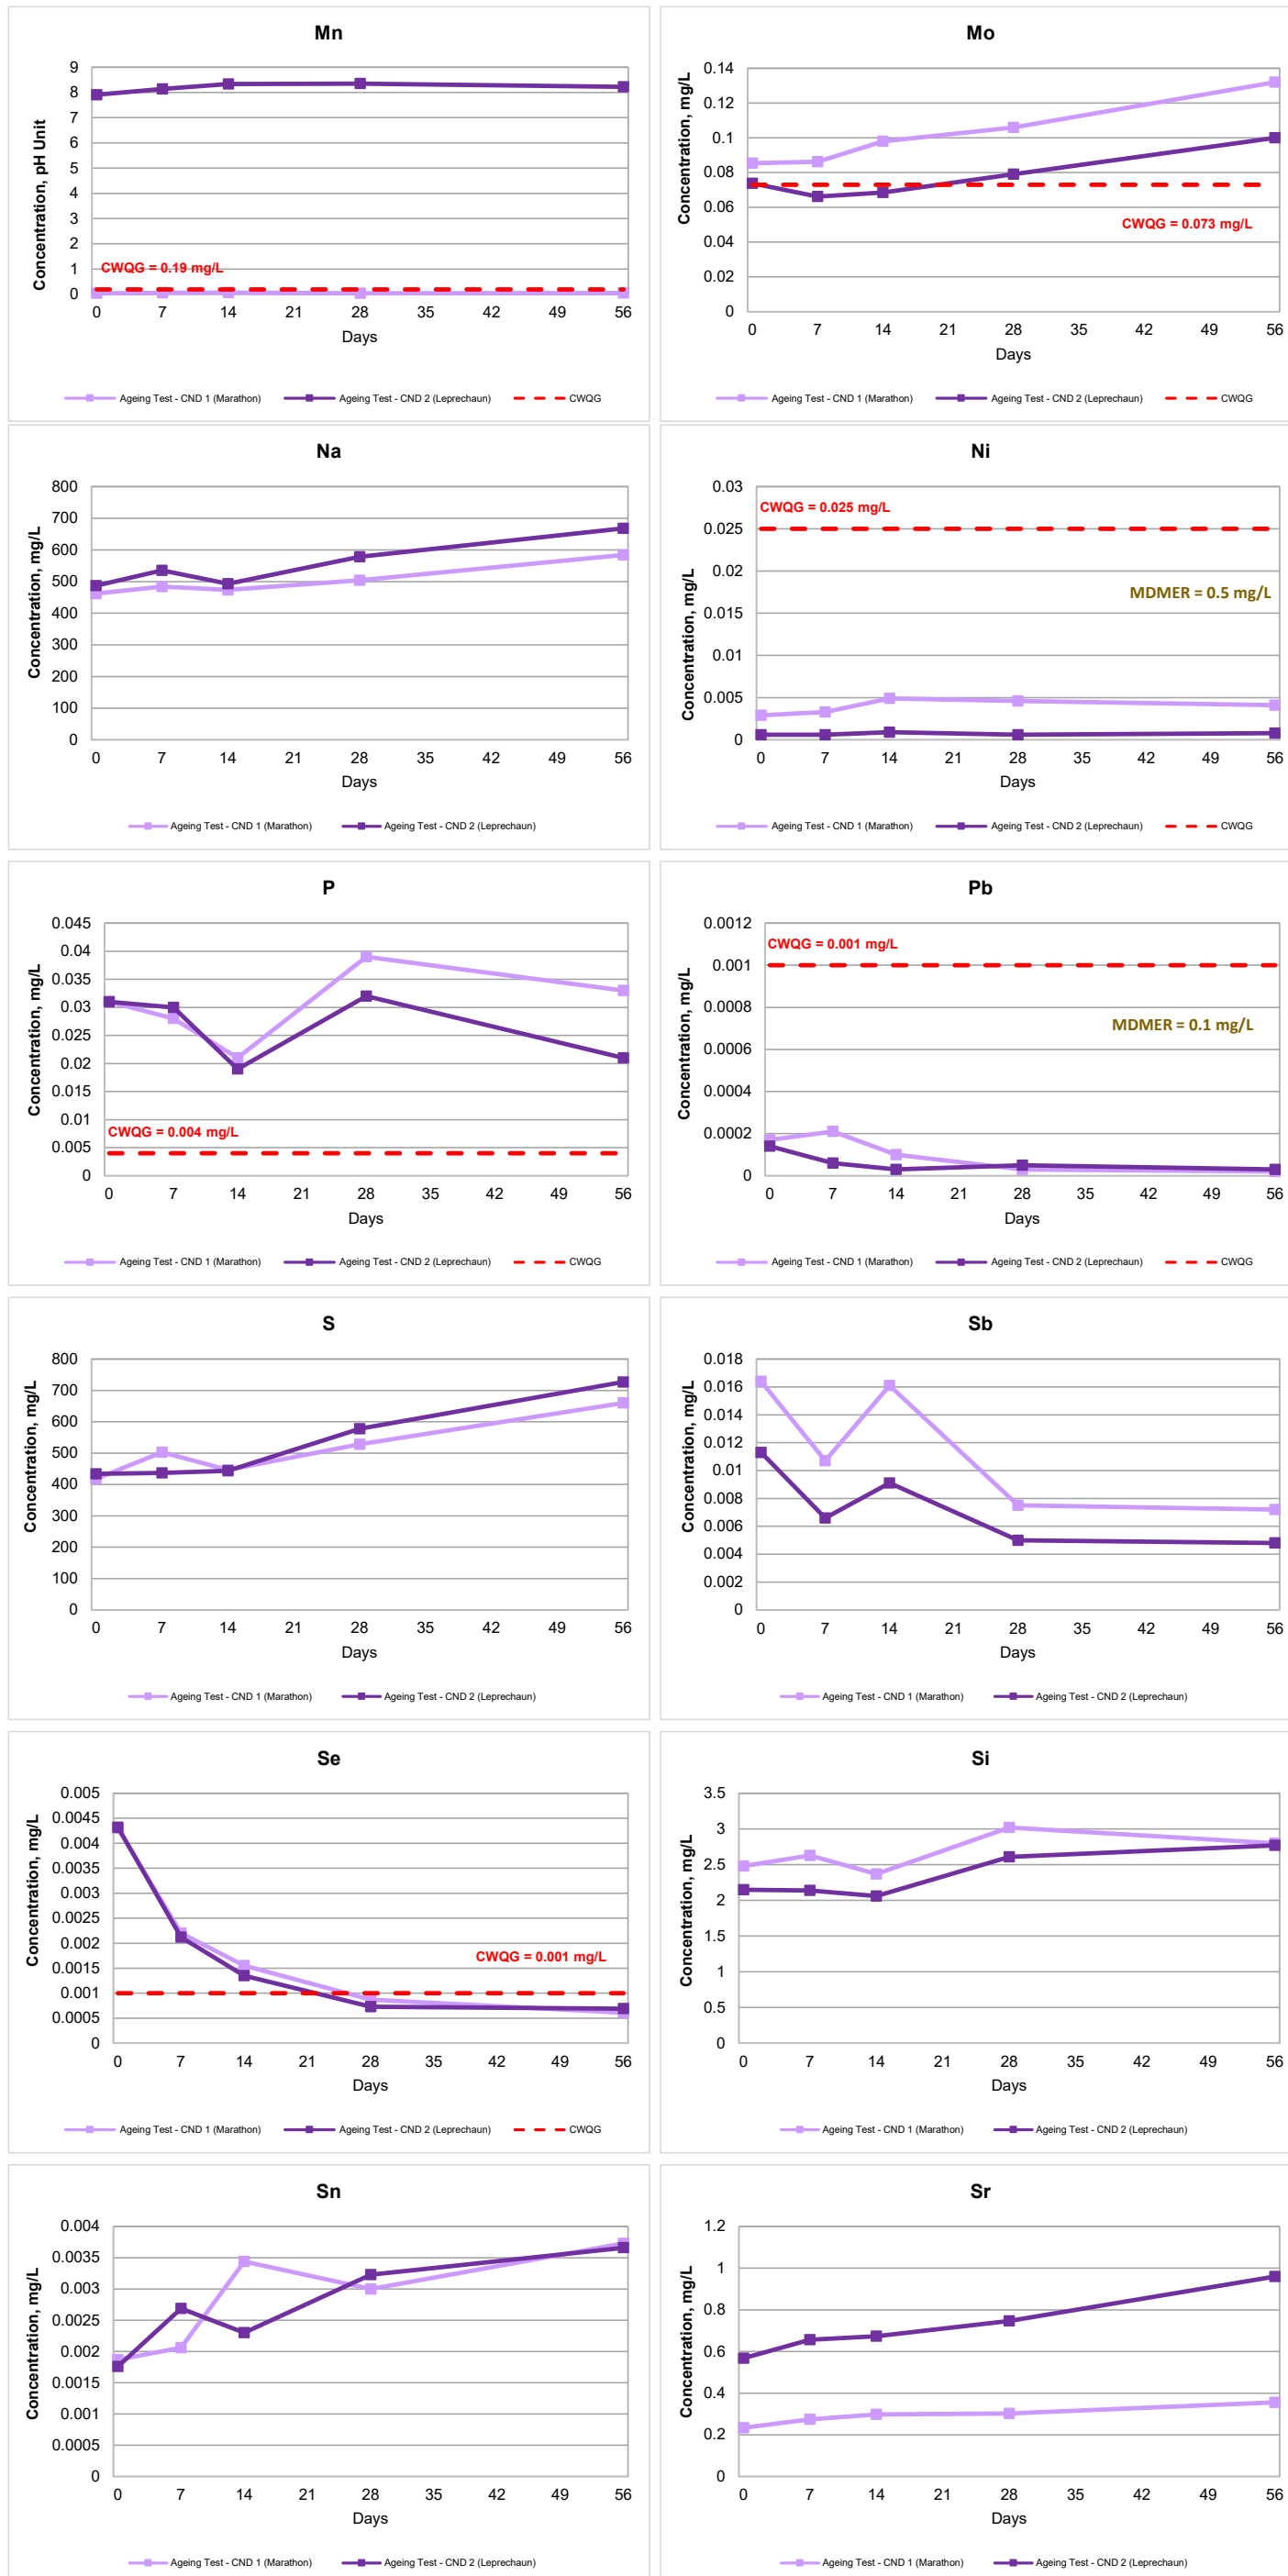 Mn
Concentration, pH Unit
9
8
7
6
5
4
3
2
1
0
CWQG = 0.19 mg/L
0 7 14 21 28 35 42 49 56
Days
Ageing Test - CND 1 (Marathon) Ageing Test - CND 2 (Leprechaun) CWQG
Mo
Concentration, mg/L
0.14
0.12
0.1
0.08
0.06
0.04
0.02
0
CWQG = 0.073 mg/L
0 7 14 21 28 35 42 49 56
Days
Ageing Test - CND 1 (Marathon) Ageing Test - CND 2 (Leprechaun) CWQG
Na
Concentration, mg/L
800
700
600
500
400
300
200
100
0
0 7 14 21 28 35 42 49 56
Days
Ageing Test - CND 1 (Marathon) Ageing Test - CND 2 (Leprechaun)
Ni
Concentration, mg/L
0.03
0.025
0.02
0.015
0.01
0.005
0
CWQG = 0.025 mg/L
MDMER = 0.5 mg/L
0 7 14 21 28 35 42 49 56
Days
Ageing Test - CND 1 (Marathon) Ageing Test - CND 2 (Leprechaun) CWQG
P
Concentration, mg/L
0.045
0.04
0.035
0.03
0.025
0.02
0.015
0.01
0.005
0
CWQG = 0.004 mg/L
0 7 14 21 28 35 42 49 56
Days
Ageing Test - CND 1 (Marathon) Ageing Test - CND 2 (Leprechaun) CWQG
Pb
Concentration, mg/L
0.0012
0.001
0.0008
0.0006
0.0004
0.0002
0
CWQG = 0.001 mg/L
MDMER = 0.1 mg/L
0 7 14 21 28 35 42 49 56
Days
Ageing Test - CND 1 (Marathon) Ageing Test - CND 2 (Leprechaun) CWQG
S
Concentration, mg/L
800
700
600
500
400
300
200
100
0
0 7 14 21 28 35 42 49 56
Days
Ageing Test - CND 1 (Marathon) Ageing Test - CND 2 (Leprechaun)
Sb
Concentration, mg/L
0.018
0.016
0.014
0.012
0.01
0.008
0.006
0.004
0.002
0
0 7 14 21 28 35 42 49 56
Days
Ageing Test - CND 1 (Marathon) Ageing Test - CND 2 (Leprechaun)
Se
Concentration, mg/L
0.005
0.0045
0.004
0.0035
0.003
0.0025
0.002
0.0015
0.001
0.0005
0
CWQG = 0.001 mg/L
0 7 14 21 28 35 42 49 56
Days
Ageing Test - CND 1 (Marathon) Ageing Test - CND 2 (Leprechaun) CWQG
Si
Concentration, mg/L
3.5
3
2.5
2
1.5
1
0.5
0
0 7 14 21 28 35 42 49 56
Days
Ageing Test - CND 1 (Marathon) Ageing Test - CND 2 (Leprechaun)
Sn
Concentration, mg/L
0.004
0.0035
0.003
0.0025
0.002
0.0015
0.001
0.0005
0
0 7 14 21 28 35 42 49 56
Days
Ageing Test - CND 1 (Marathon) Ageing Test - CND 2 (Leprechaun)
Sr
Concentration, mg/L
1.2
1
0.8
0.6
0.4
0.2
0
0 7 14 21 28 35 42 49 56
Days
Ageing Test - CND 1 (Marathon) Ageing Test - CND 2 (Leprechaun)